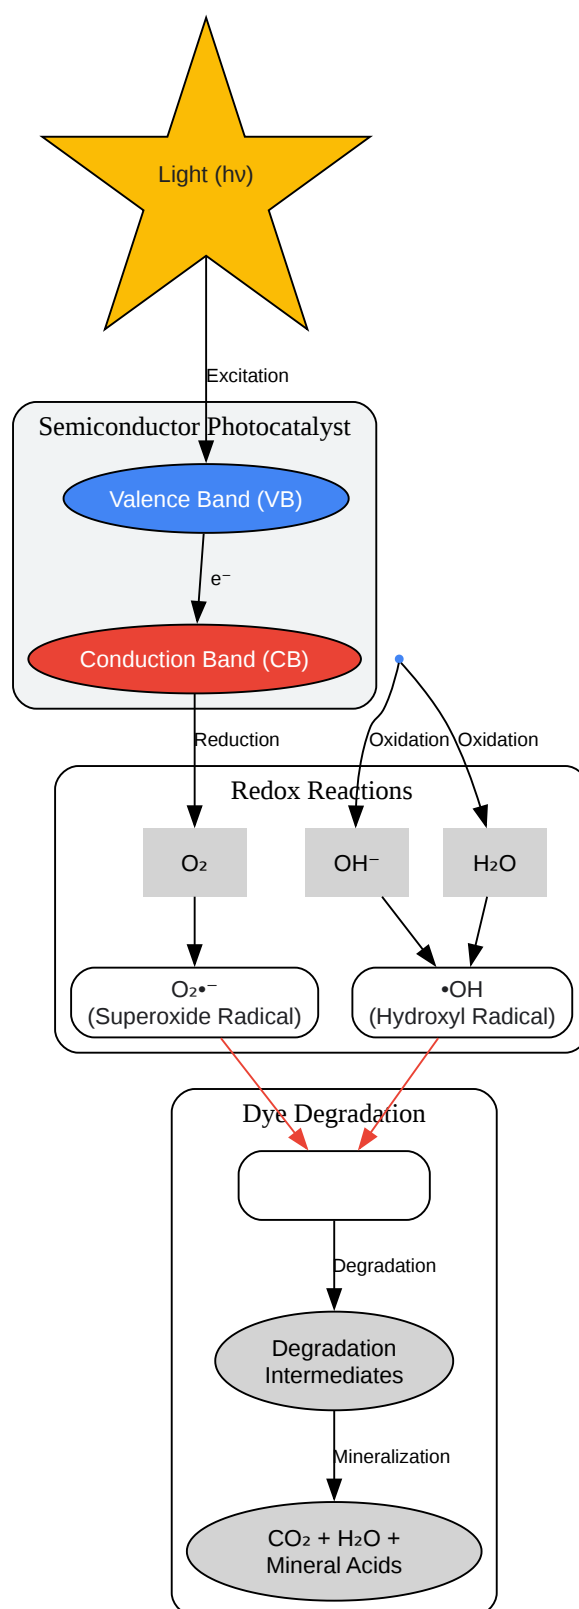 Light (hν)
Excitation
Semiconductor Photocatalyst
Valence Band (VB)
e⁻
Conduction Band (CB)
Reduction
Oxidation
Oxidation
Redox Reactions
O₂
OH⁻
H₂O
O₂•⁻
(Superoxide Radical)
•OH
(Hydroxyl Radical)
Dye Degradation
Degradation
Degradation
Intermediates
Mineralization
CO₂ + H₂O +
Mineral Acids